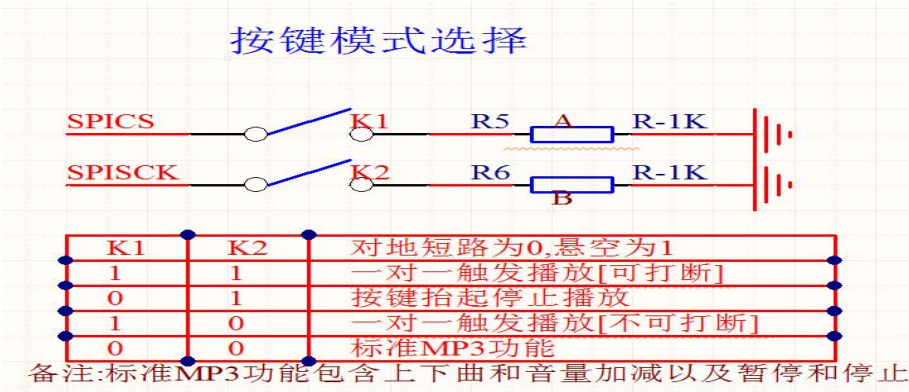 按键模式选择
SPICS K1 R5 A R-1K
SPISCK K2 R6 B R-1K
K1 K2 对地短路为0,悬空为1
1 1 一对一触发播放[可打断]
0 1 按键抬起停止播放
1 0 一对一触发播放[不可打断]
0 0 标准MP3功能
备注:标准MP3功能包含上下曲和音量加减以及暂停和停止